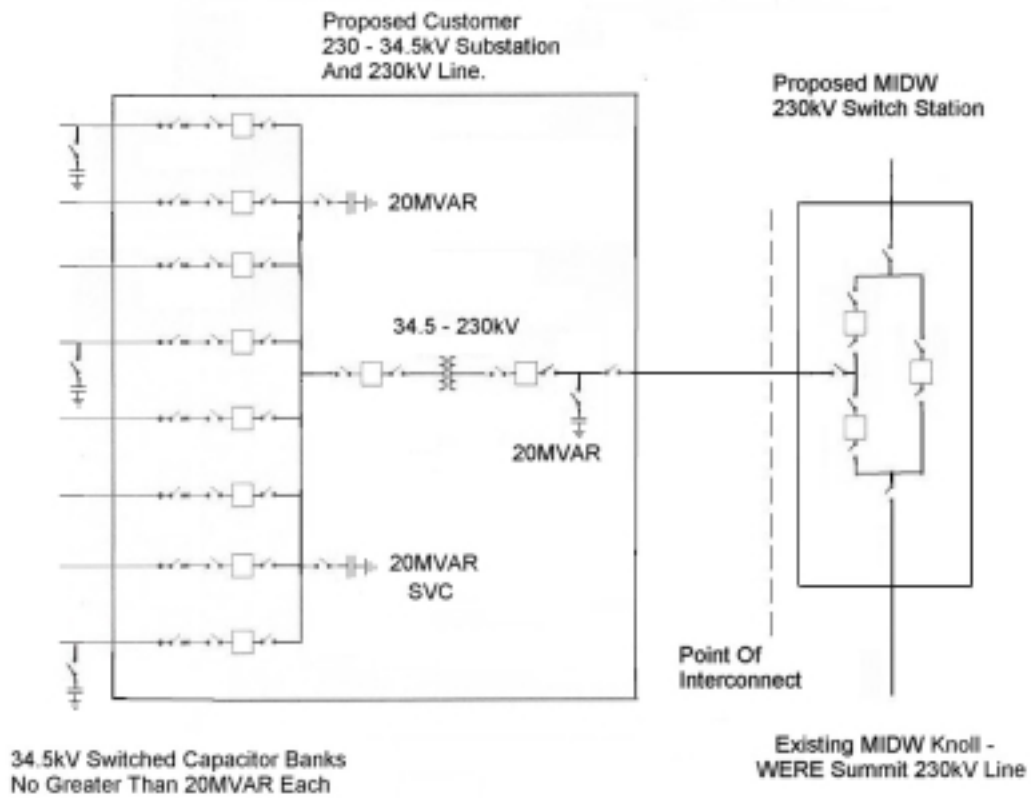 Proposed Customer
230 - 34.5kV Substation
And 230kV Line.
Proposed MIDW
230kV Switch Station
20MVAR
34.5 - 230kV
20MVAR
20MVAR
SVC
Point Of
Interconnect
34.5kV Switched Capacitor Banks
No Greater Than 20MVAR Each
Existing MIDW Knoll -
WERE Summit 230kV Line